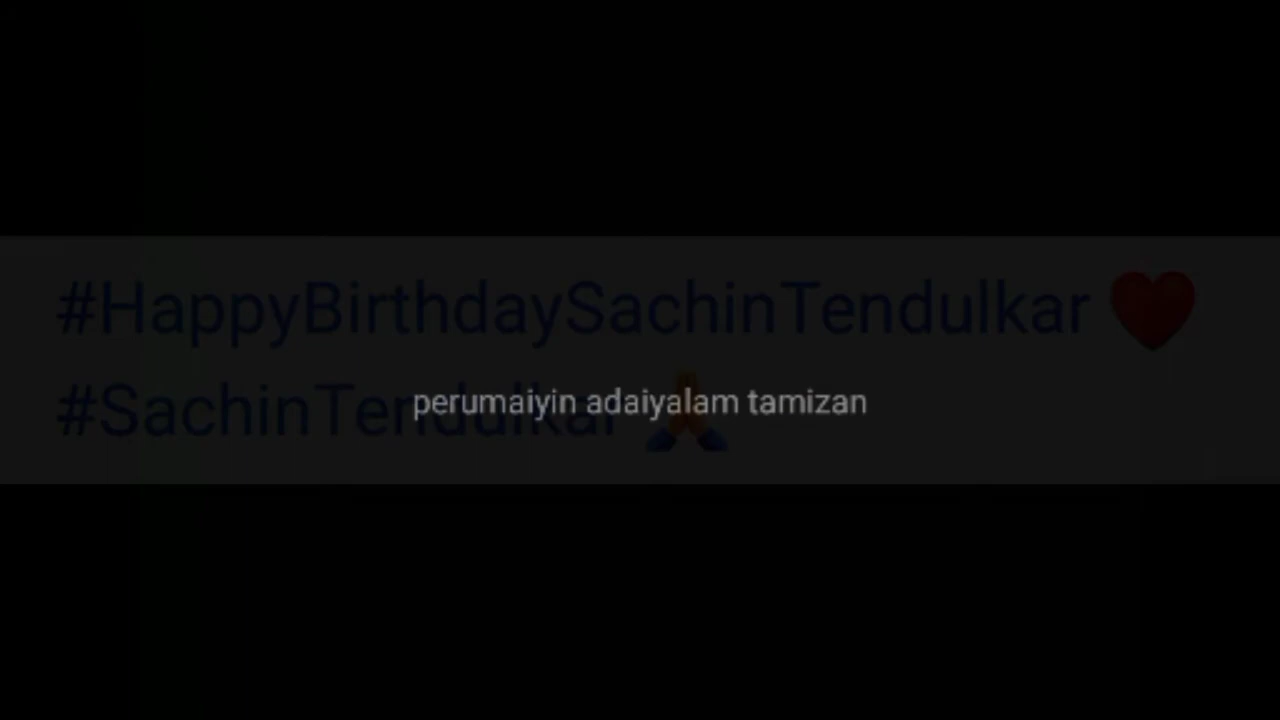 #HappyBirthdaySachinTendulkar ❤️
#SachinTendulkar 🙏
perumaiyin adaiyalam tamizan